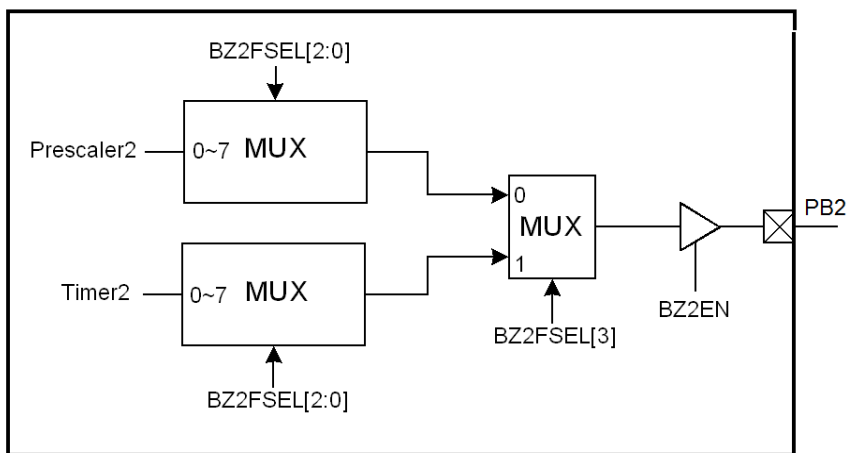 BZ2FSEL[2:0]
Prescaler2
0~7 MUX
PB2
0
MUX
1
Timer2
0~7 MUX
BZ2EN
BZ2FSEL[3]
BZ2FSEL[2:0]